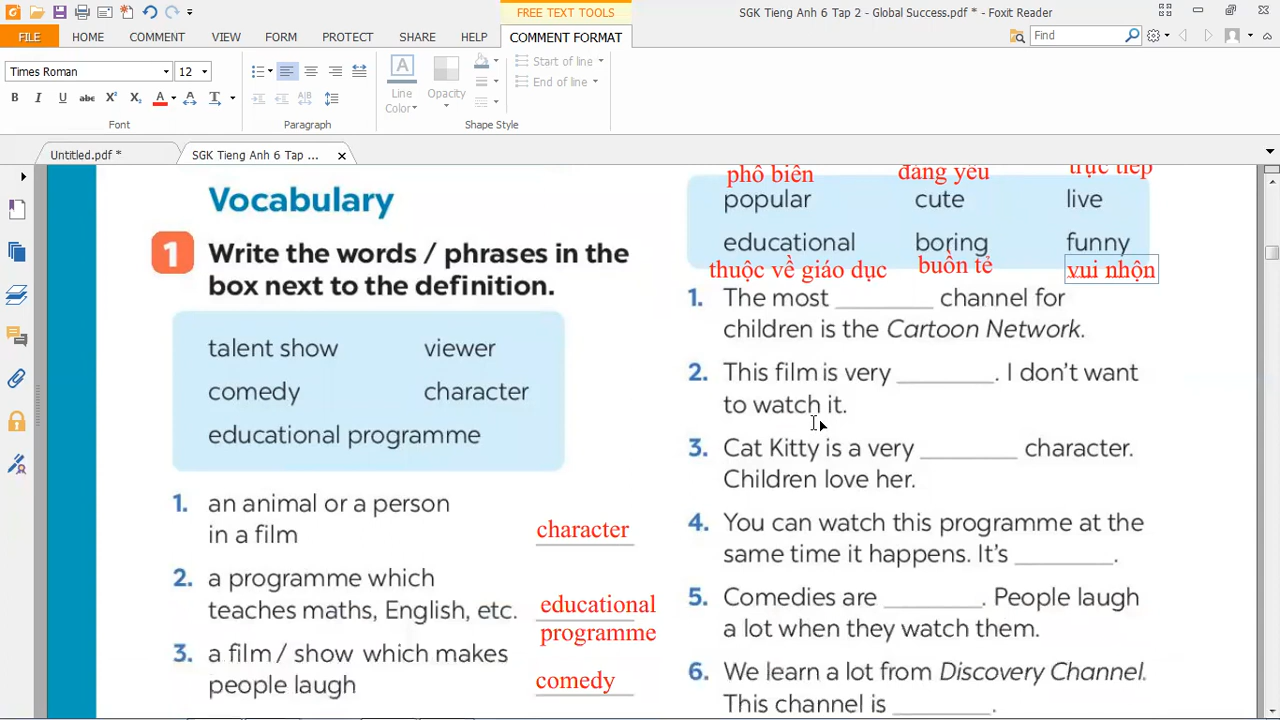 FREE TEXT TOOLS
SGK Tieng Anh 6 Tap 2 - Global Success.pdf * - Foxit Reader
FILE HOME COMMENT VIEW FORM PROTECT SHARE HELP COMMENT FORMAT
Find
Times Roman 12
Line Color
Opacity
Start of line
End of line
Font Paragraph Shape Style
Untitled.pdf *
SGK Tieng Anh 6 Tap ...
Vocabulary
1 Write the words / phrases in the
box next to the definition.
talent show viewer
comedy character
educational programme
1. an animal or a person
in a film
character
2. a programme which
teaches maths, English, etc.
educational
programme
3. a film / show which makes
people laugh
comedy
phổ biến đáng yêu trực tiếp
popular cute live
educational boring funny
thuộc về giáo dục buồn tẻ vui nhộn
1. The most ________ channel for
children is the Cartoon Network.
2. This film is very ________. I don't want
to watch it.
3. Cat Kitty is a very ________ character.
Children love her.
4. You can watch this programme at the
same time it happens. It's ________.
5. Comedies are ________. People laugh
a lot when they watch them.
6. We learn a lot from Discovery Channel.
This channel is ________.